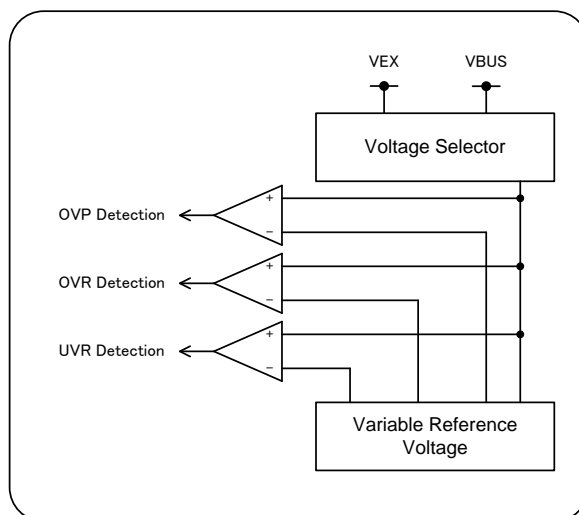 VEX VBUS
Voltage Selector
+
OVP Detection
−
+
OVR Detection
−
+
UVR Detection
−
Variable Reference
Voltage